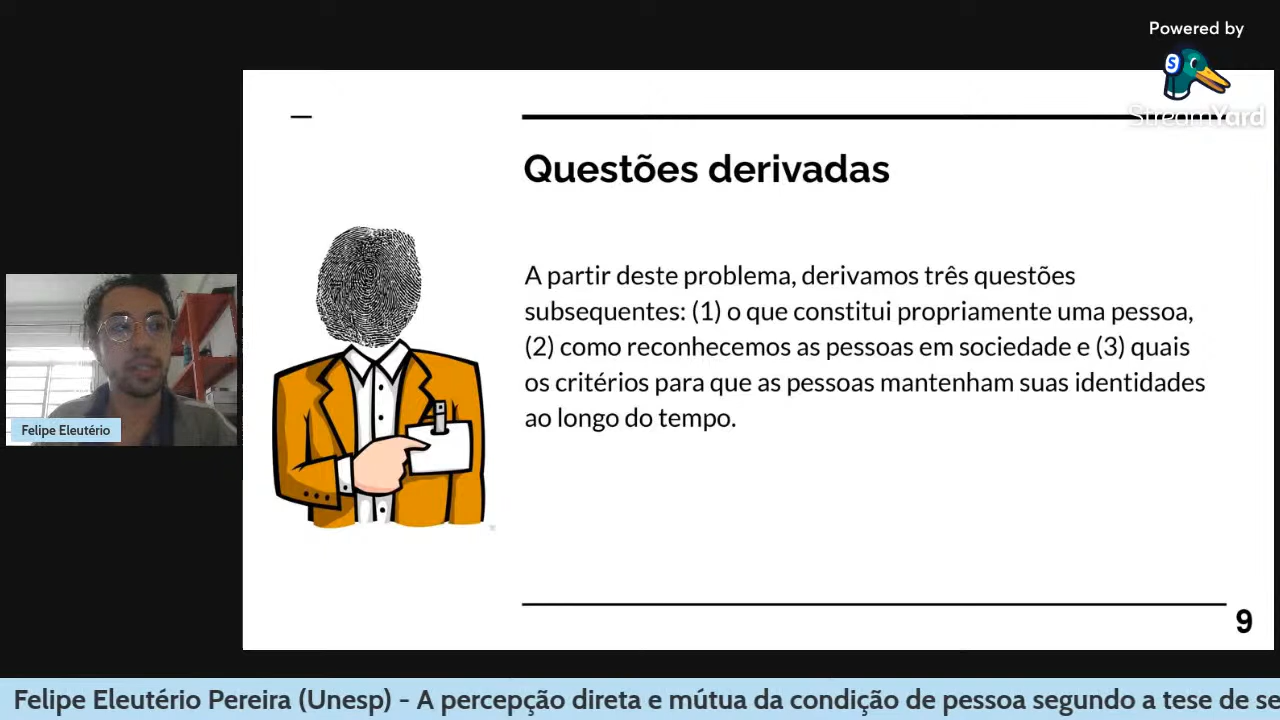 Powered by
StreamYard
Questões derivadas
A partir deste problema, derivamos três questões
subsequentes: (1) o que constitui propriamente uma pessoa,
(2) como reconhecemos as pessoas em sociedade e (3) quais
os critérios para que as pessoas mantenham suas identidades
ao longo do tempo.
Felipe Eleutério
9
Felipe Eleutério Pereira (Unesp) - A percepção direta e mútua da condição de pessoa segundo a tese de se